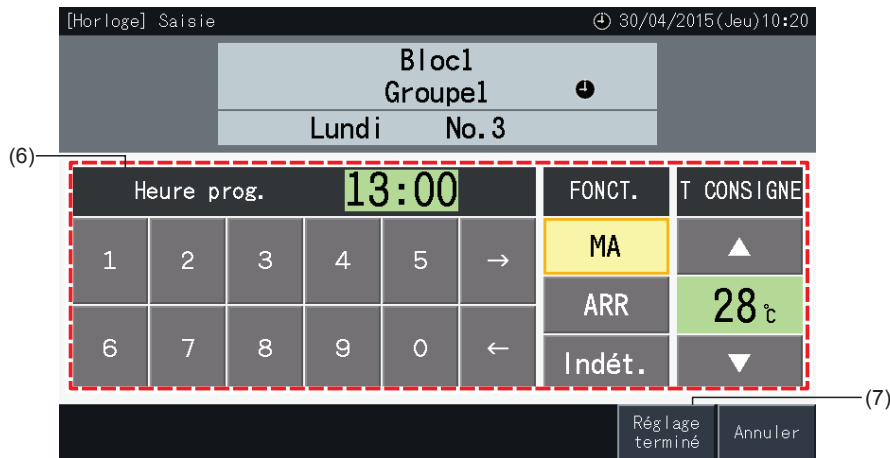 [Horloge] Saisie 30/04/2015(Jeu)10:20
Bloc1
Groupe1
Lundi No.3
(6)
Heure prog. 13:00 FONCT. T CONSIGNE
1 2 3 4 5 → MA ▲
ARR 28℃
6 7 8 9 0 ← Indét. ▼
(7)
Réglage terminé Annuler